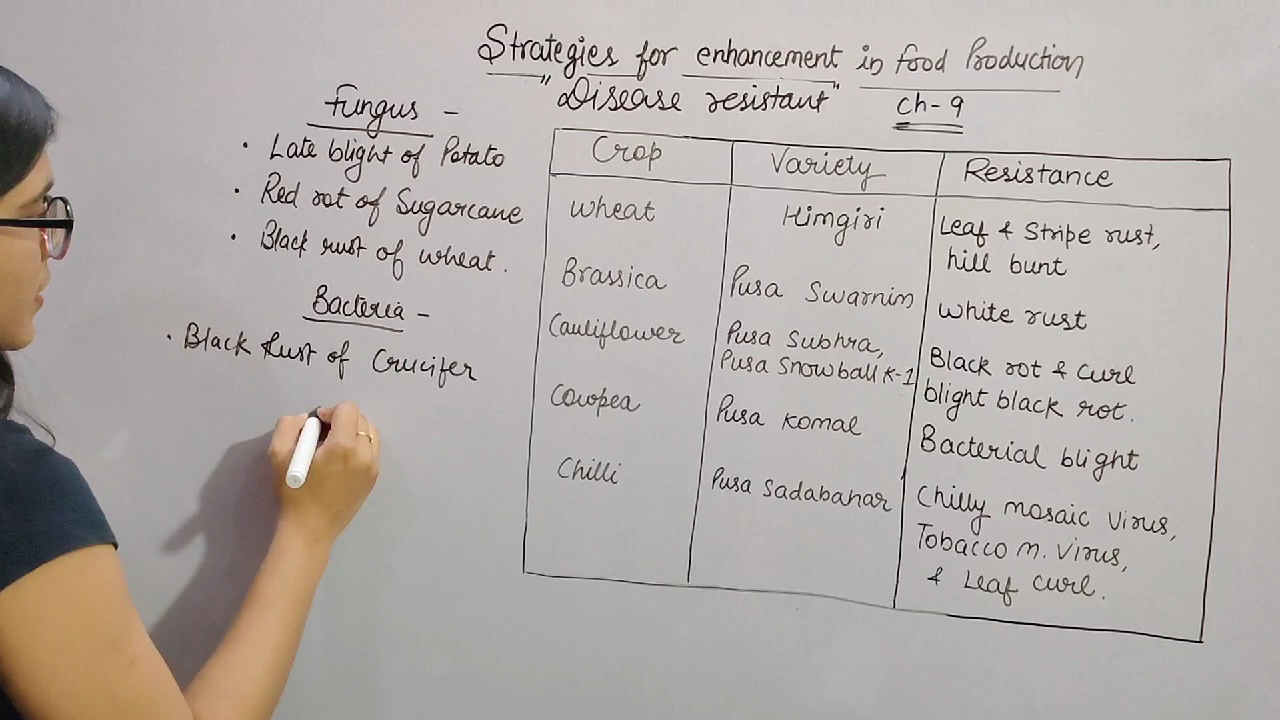 Strategies for enhancement in food Production
"Disease resistant" Ch-9
Fungus -
• Late blight of Potato
• Red rot of Sugarcane
• Black rust of wheat.
Bacteria -
• Black Rust of Crucifer
Crop Variety Resistance
Wheat Himgiri Leaf & Stripe rust,
hill bunt
Brassica Pusa Swarnim White rust
Cauliflower Pusa Subhra, Black rot & Curl
Pusa Snowball K-1 blight black rot.
Cowpea Pusa Komal Bacterial blight
Chilli Pusa Sadabahar Chilly mosaic Virus,
Tobacco m. Virus,
& Leaf curl.